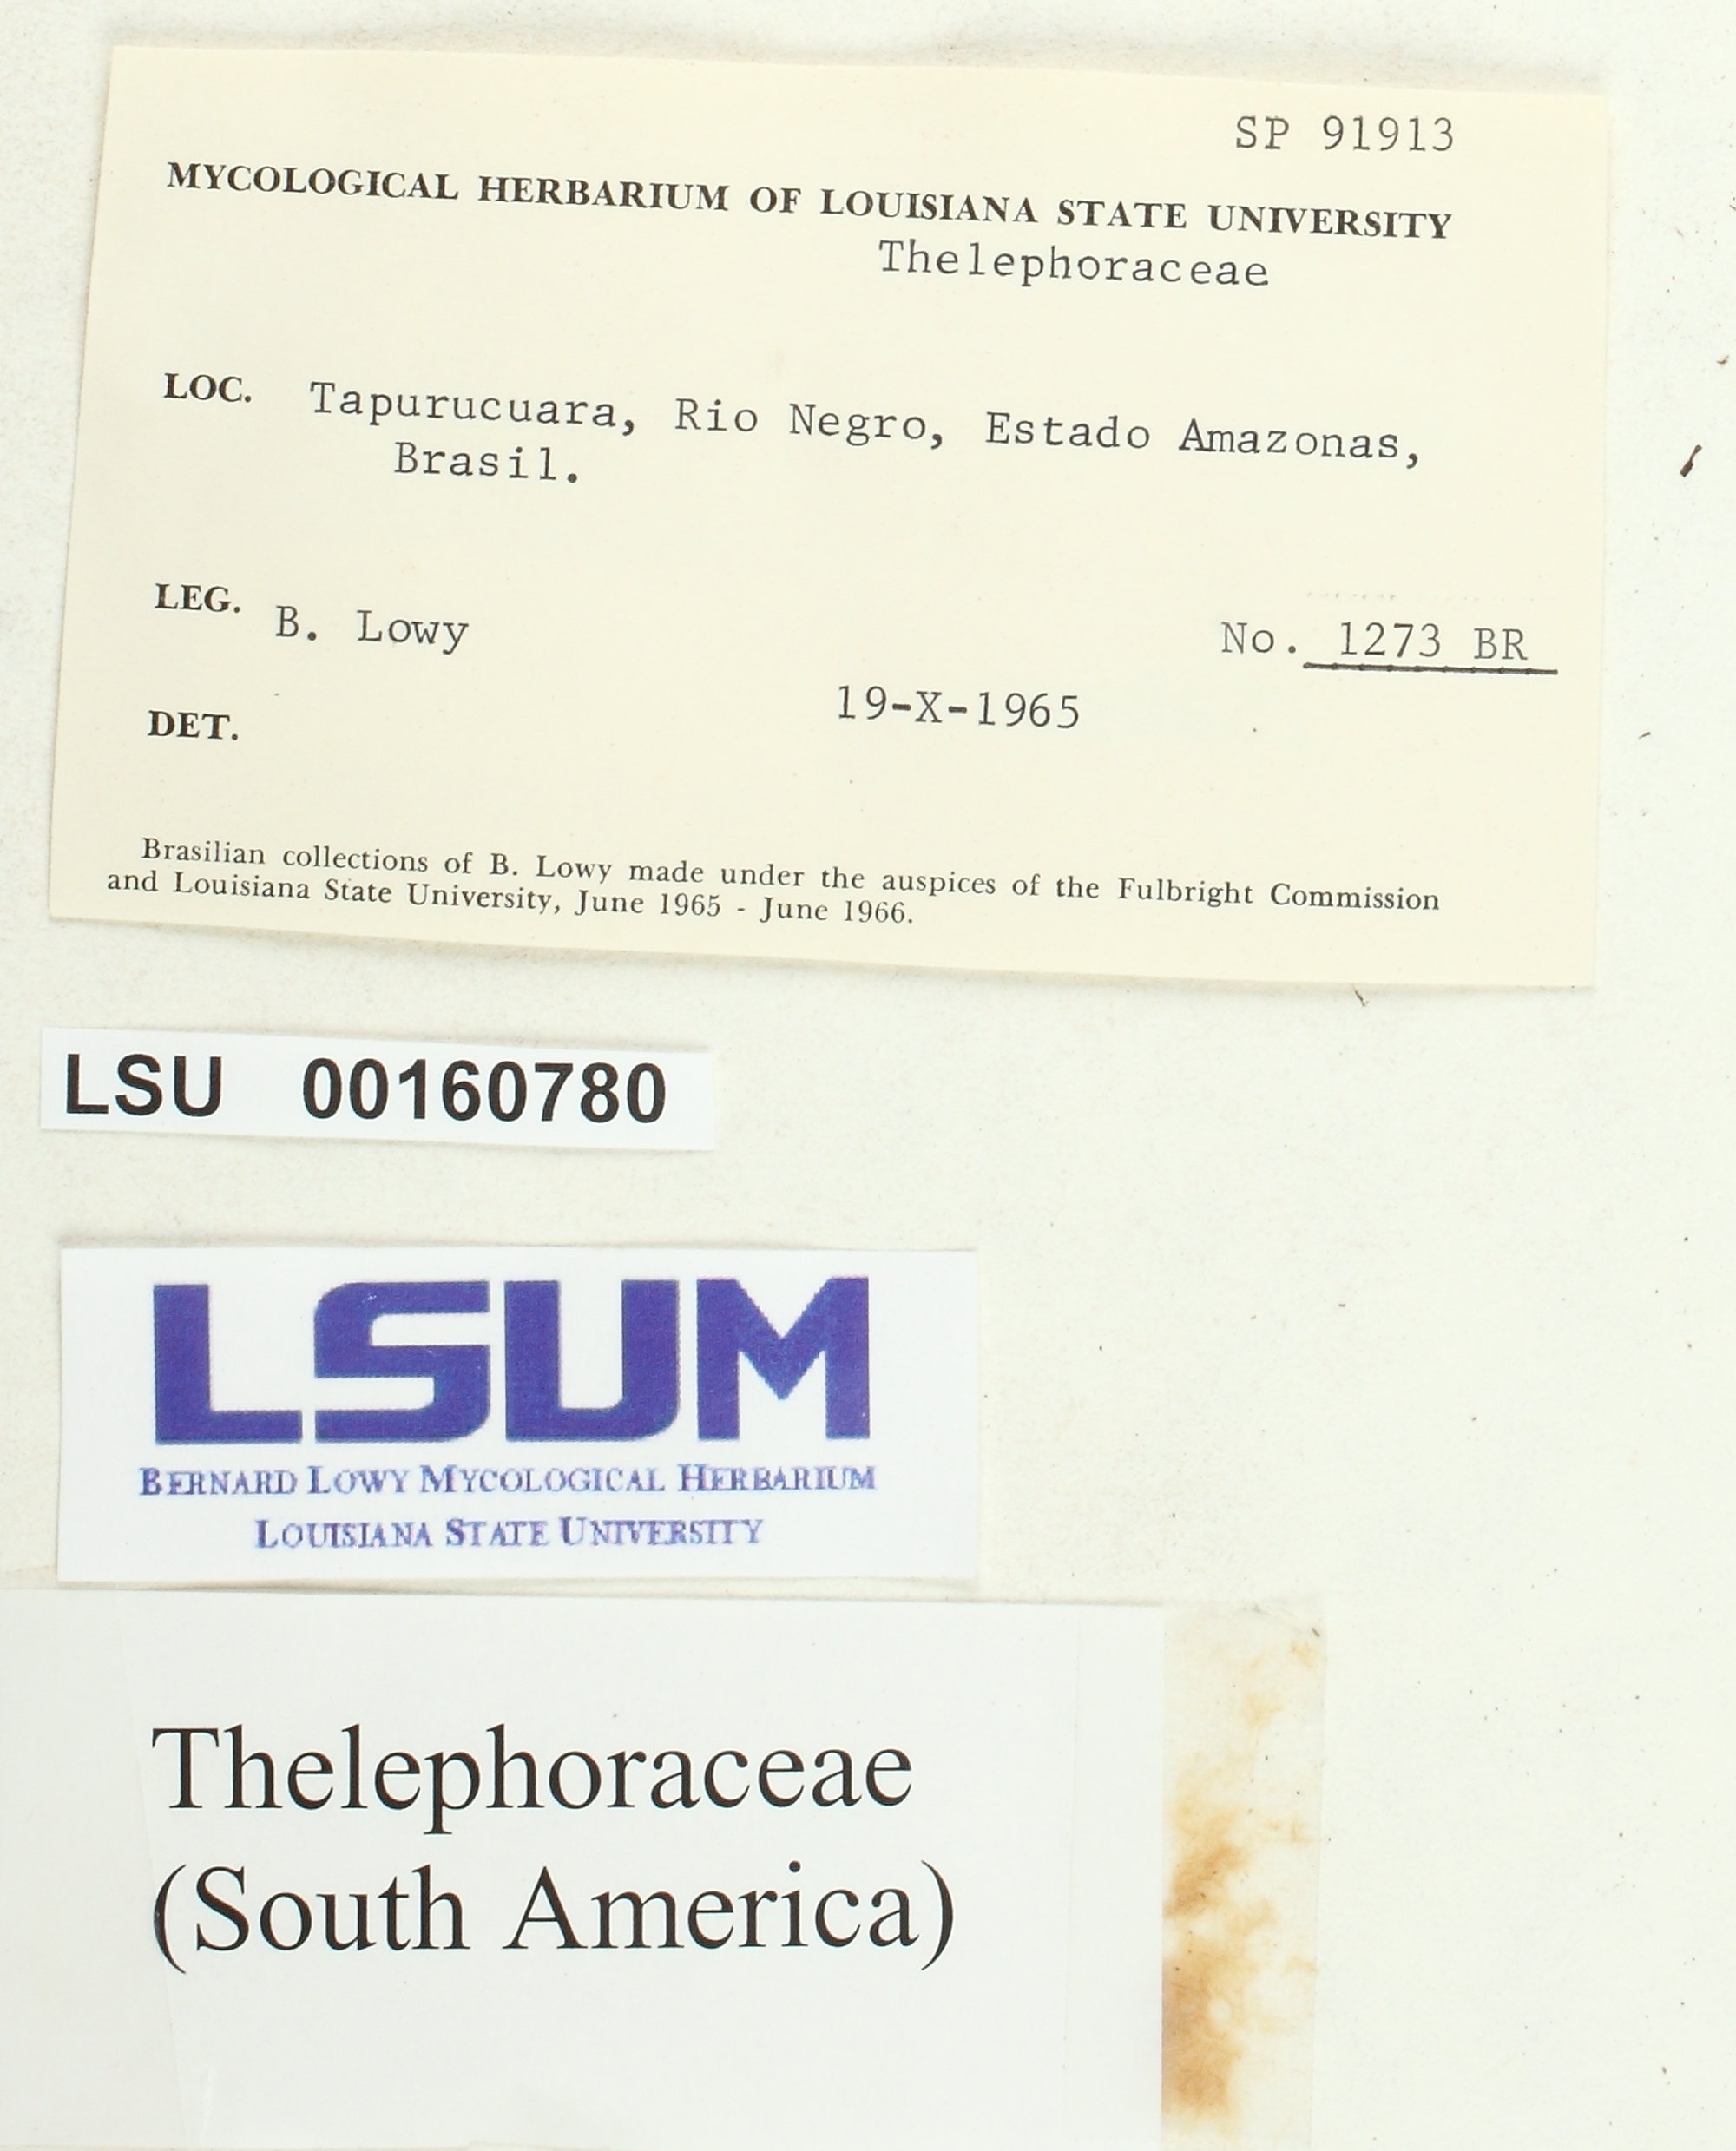 SP 91913
MYCOLOGICAL HERBARIUM OF LOUISIANA STATE UNIVERSITY
Thelephoraceae
LOC. Tapurucuara, Rio Negro, Estado Amazonas,
Brasil.
LEG. B. Lowy
No. 1273 BR
19-X-1965
DET.
Brasilian collections of B. Lowy made under the auspices of the Fulbright Commission
and Louisiana State University, June 1965 - June 1966.
LSU 00160780
LSUM
BERNARD LOWY MYCOLOGICAL HERBARIUM
LOUISIANA STATE UNIVERSITY
Thelephoraceae
(South America)